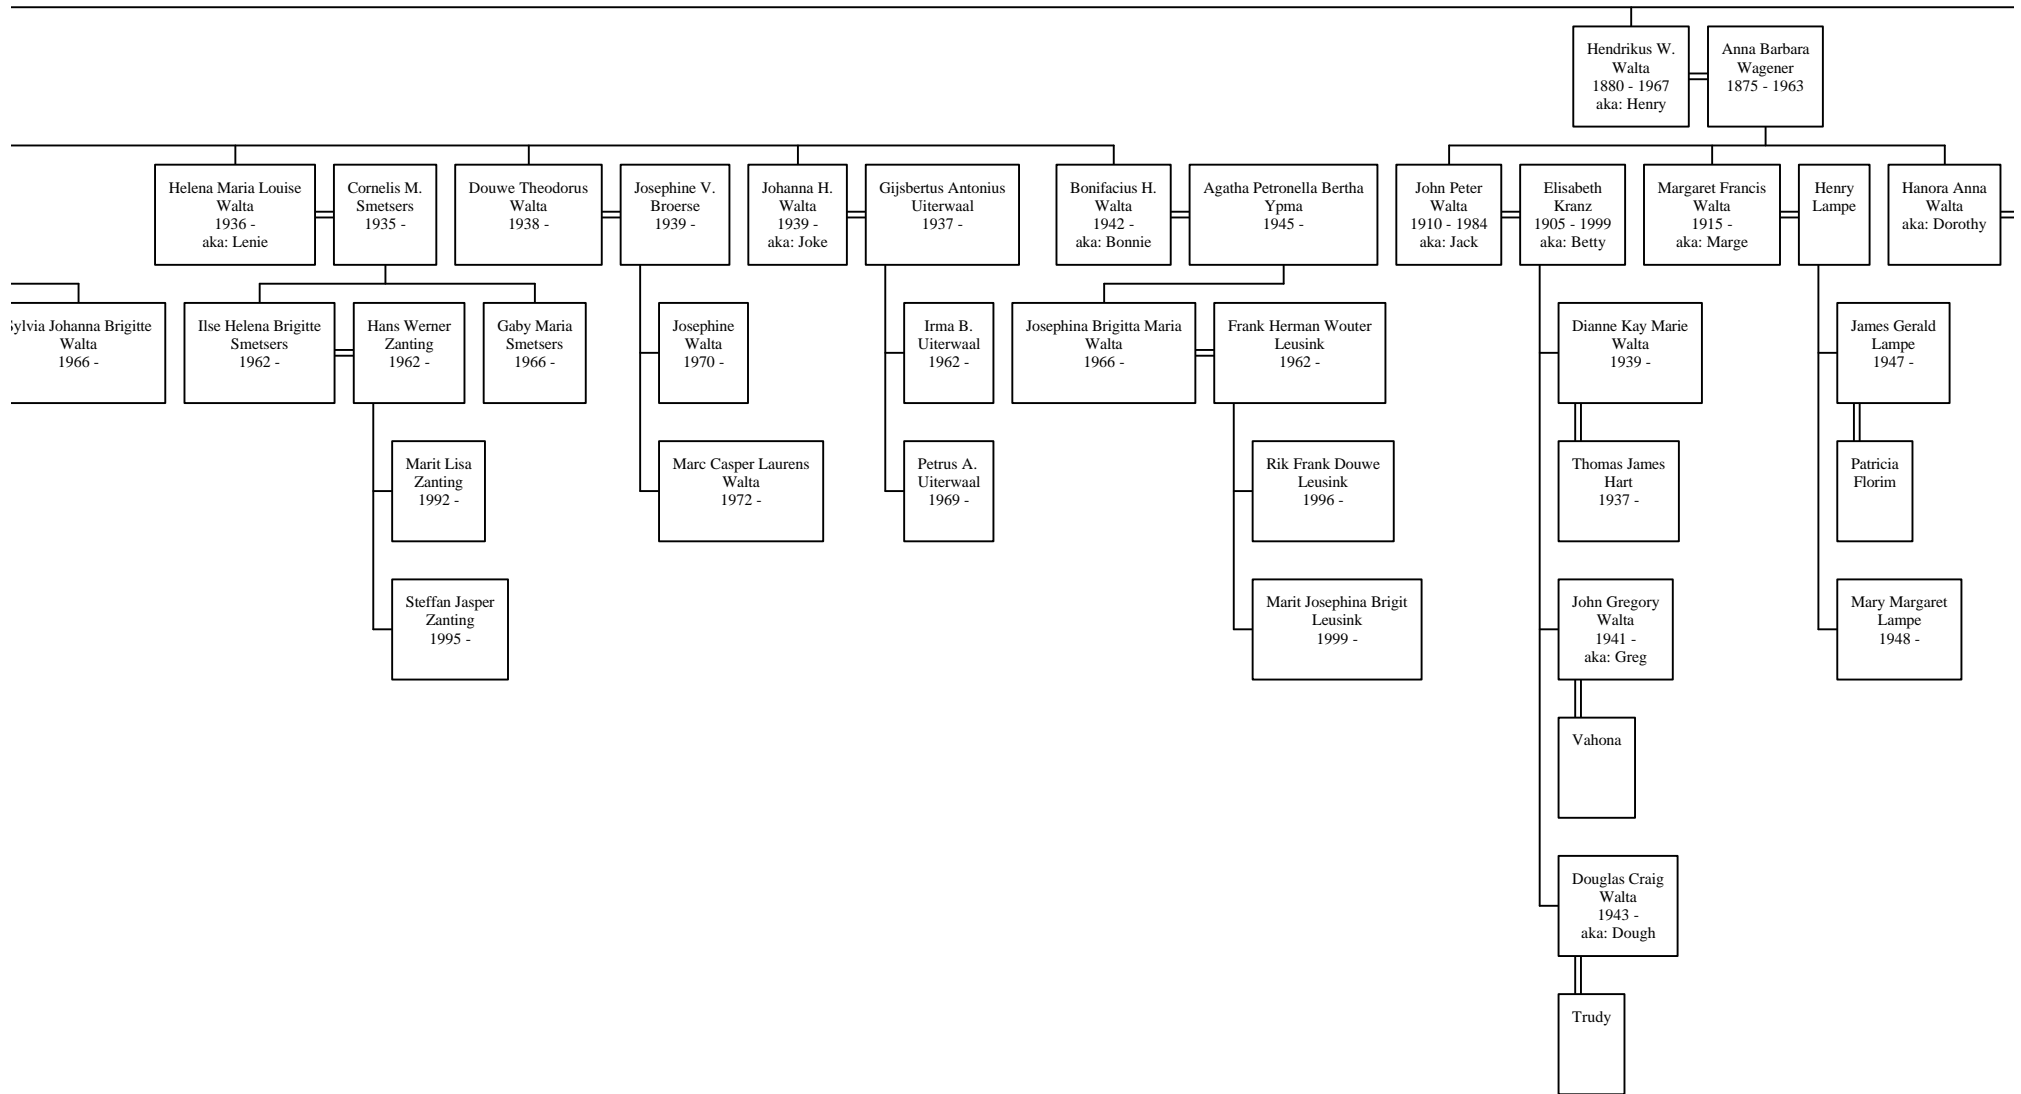 Hendrikus W.
Walta
1880 - 1967
aka: Henry
Anna Barbara
Wagener
1875 - 1963
Helena Maria Louise
Walta
1936 -
aka: Lenie
Cornelis M.
Smetsers
1935 -
Douwe Theodorus
Walta
1938 -
Josephine V.
Broerse
1939 -
Johanna H.
Walta
1939 -
aka: Joke
Gijsbertus Antonius
Uiterwaal
1937 -
Bonifacius H.
Walta
1942 -
aka: Bonnie
Agatha Petronella Bertha
Ypma
1945 -
John Peter
Walta
1910 - 1984
aka: Jack
Elisabeth
Kranz
1905 - 1999
aka: Betty
Margaret Francis
Walta
1915 -
aka: Marge
Henry
Lampe
Hanora Anna
Walta
aka: Dorothy
Sylvia Johanna Brigitte
Walta
1966 -
Ilse Helena Brigitte
Smetsers
1962 -
Hans Werner
Zanting
1962 -
Gaby Maria
Smetsers
1966 -
Josephine
Walta
1970 -
Irma B.
Uiterwaal
1962 -
Josephina Brigitta Maria
Walta
1966 -
Frank Herman Wouter
Leusink
1962 -
Dianne Kay Marie
Walta
1939 -
James Gerald
Lampe
1947 -
Marit Lisa
Zanting
1992 -
Marc Casper Laurens
Walta
1972 -
Petrus A.
Uiterwaal
1969 -
Rik Frank Douwe
Leusink
1996 -
Thomas James
Hart
1937 -
Patricia
Florim
Steffan Jasper
Zanting
1995 -
Marit Josephina Brigit
Leusink
1999 -
John Gregory
Walta
1941 -
aka: Greg
Mary Margaret
Lampe
1948 -
Vahona
Douglas Craig
Walta
1943 -
aka: Dough
Trudy